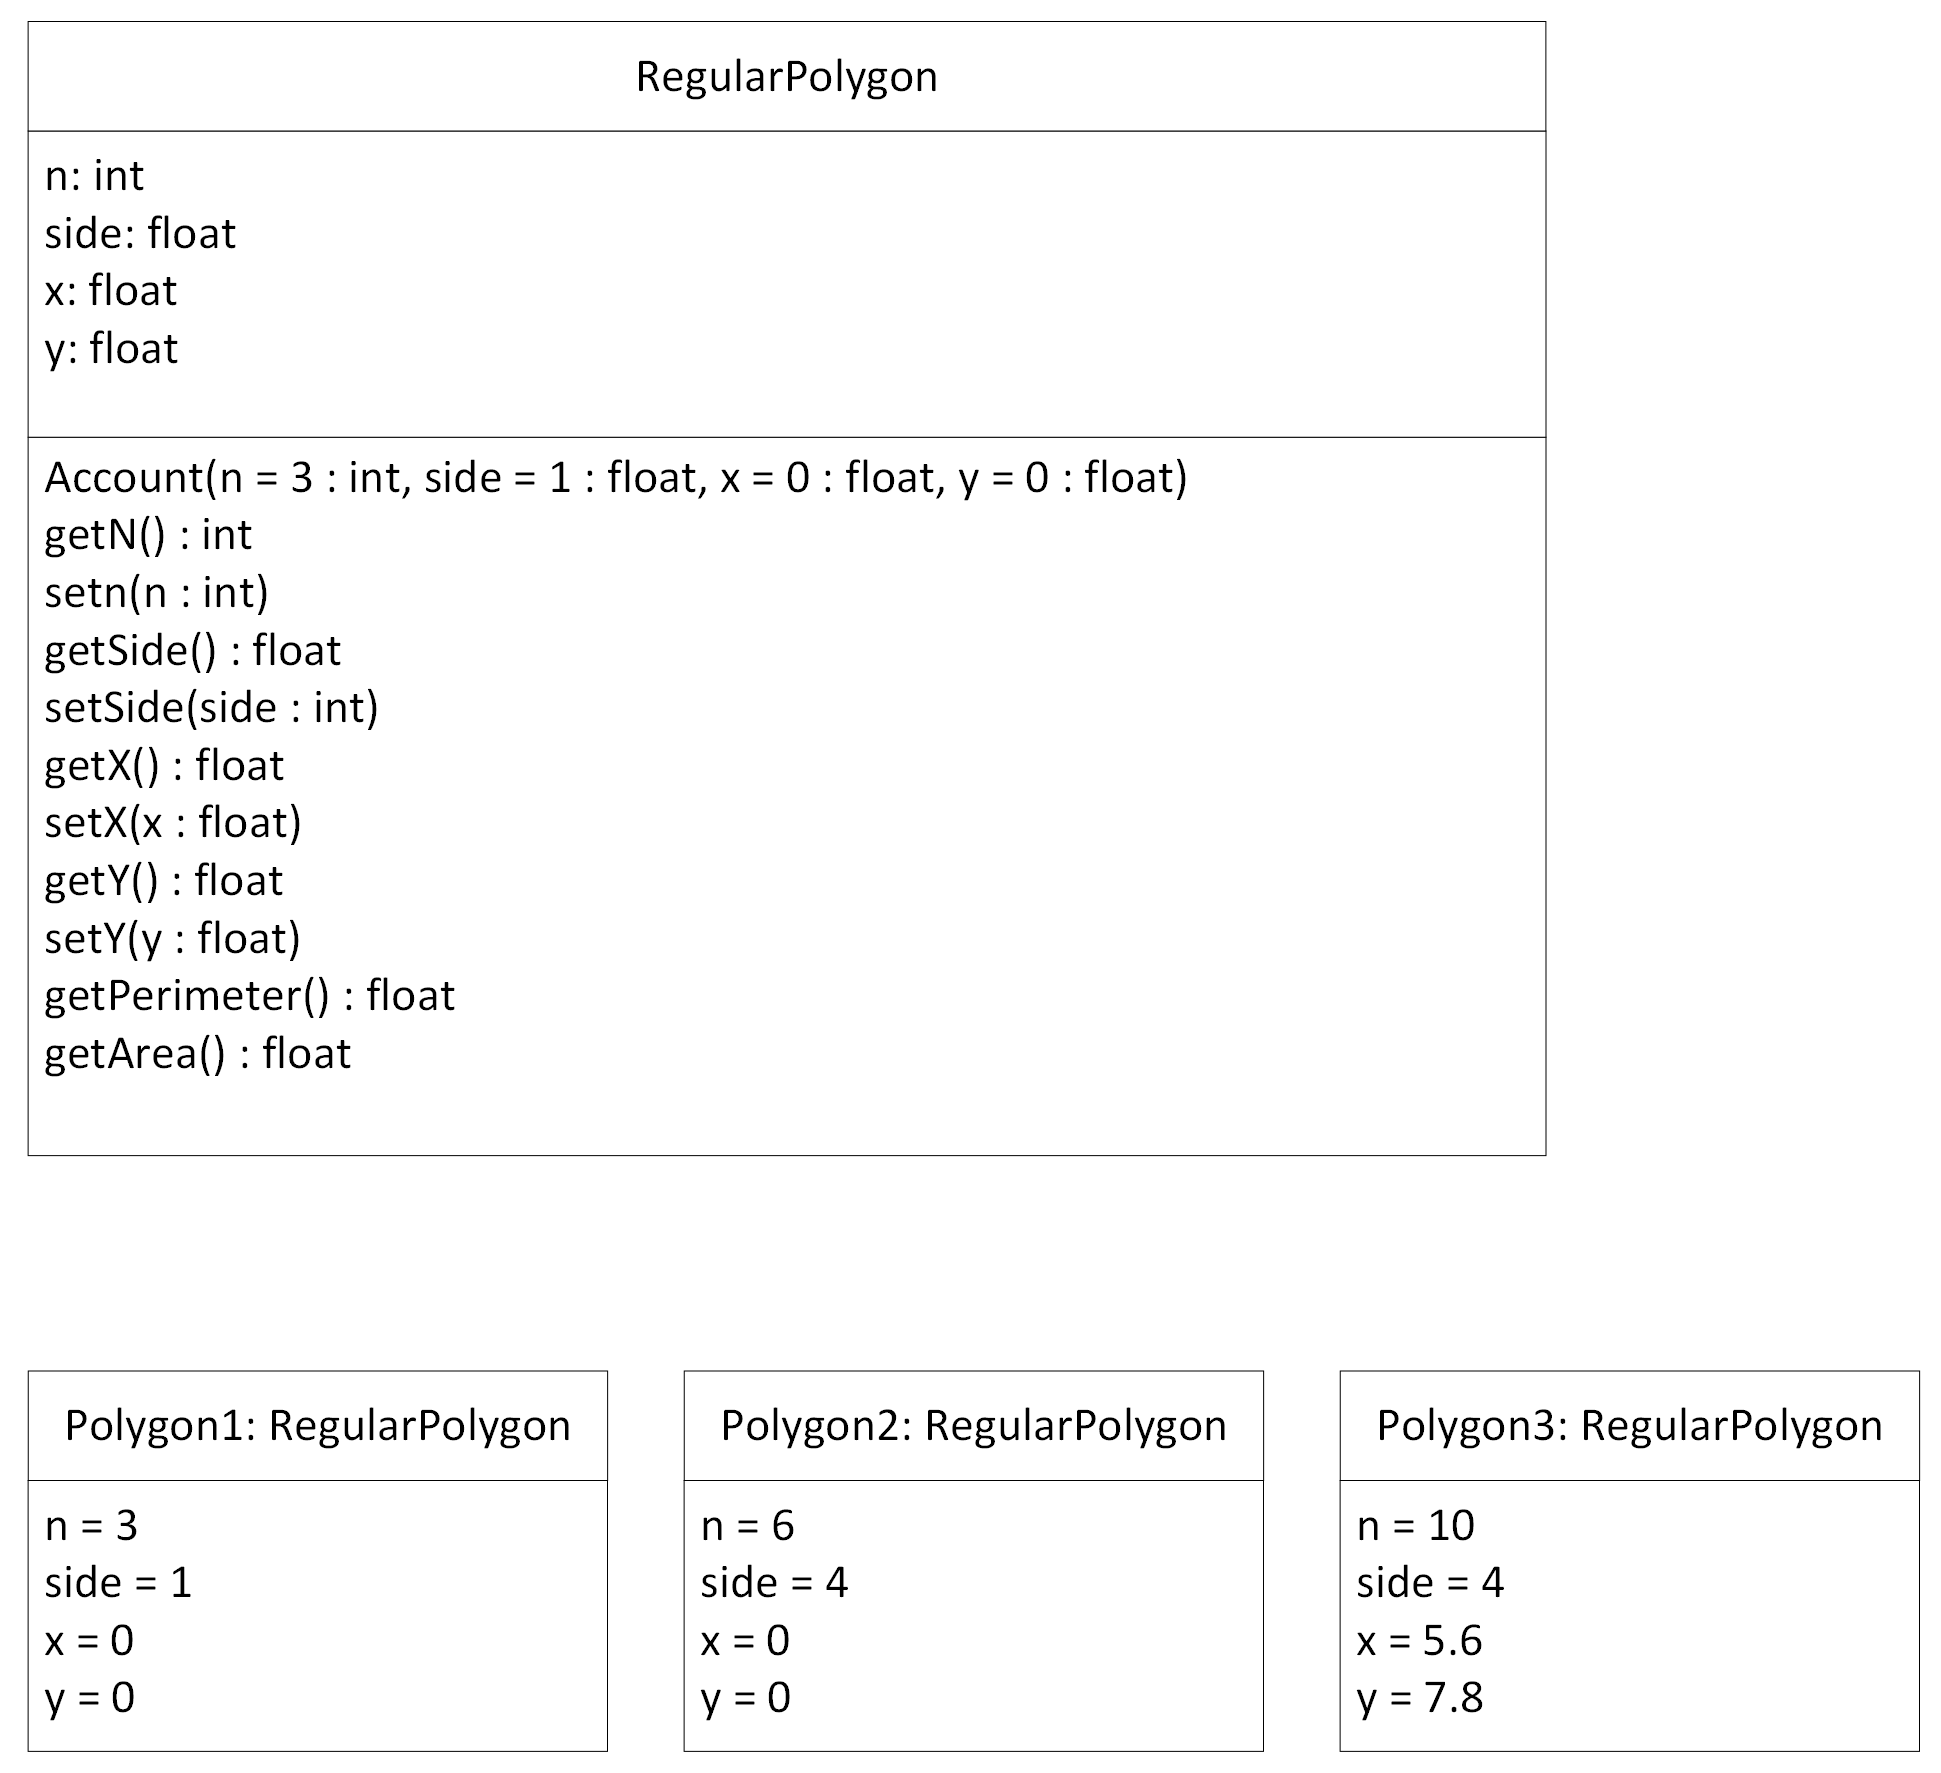 RegularPolygon
n: int
side: float
x: float
y: float
Account(n = 3 : int, side = 1 : float, x = 0 : float, y = 0 : float)
getN() : int
setn(n : int)
getSide() : float
setSide(side : int)
getX() : float
setX(x : float)
getY() : float
setY(y : float)
getPerimeter() : float
getArea() : float
Polygon1: RegularPolygon
n = 3
side = 1
x = 0
y = 0
Polygon2: RegularPolygon
n = 6
side = 4
x = 0
y = 0
Polygon3: RegularPolygon
n = 10
side = 4
x = 5.6
y = 7.8